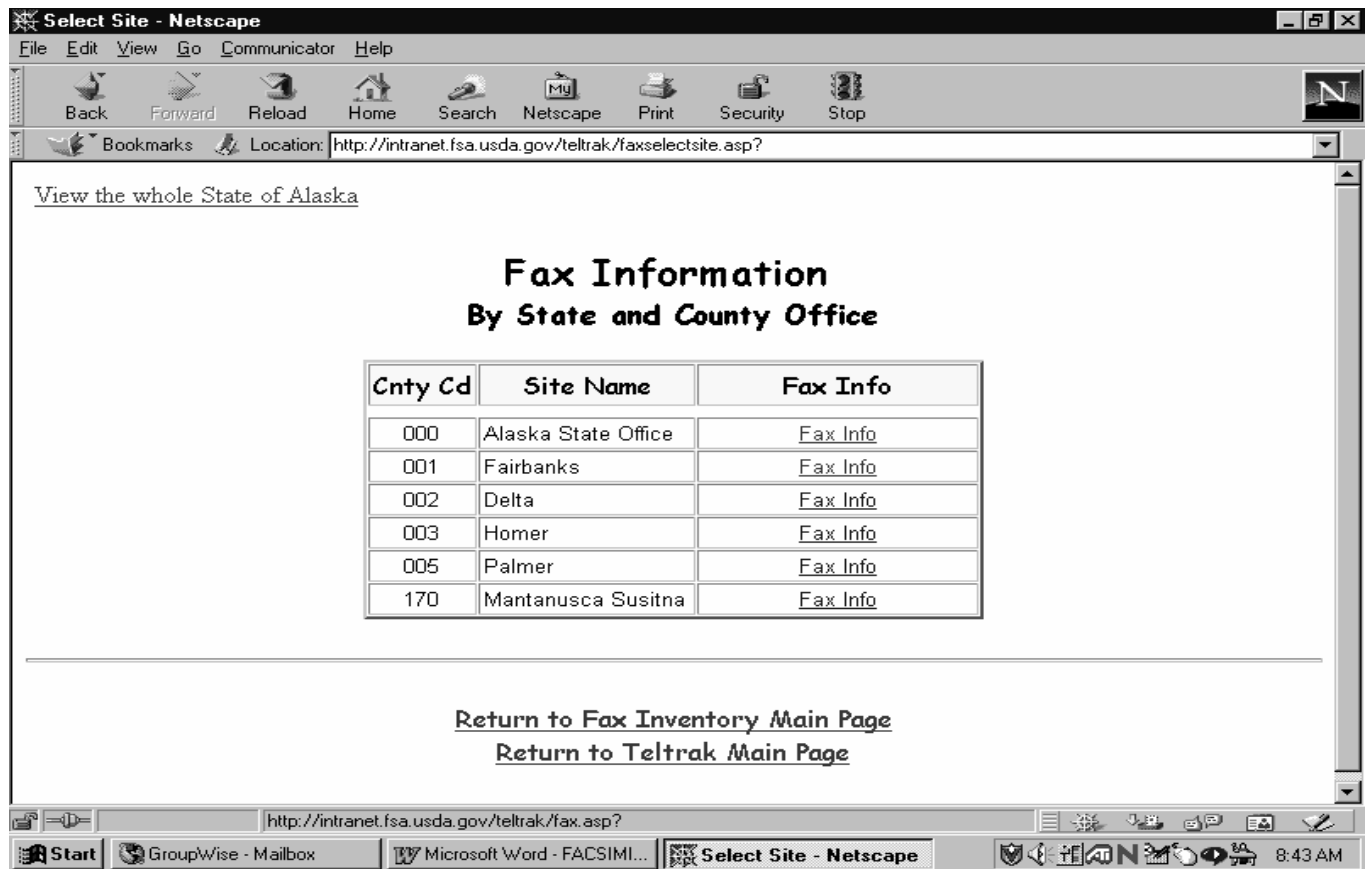 Select Site - Netscape
File Edit View Go Communicator Help
My
Back Forward Reload Home Search Netscape Print Security Stop
N
Bookmarks Location: http://intranet.fsa.usda.gov/teltrak/faxselectsite.asp?
View the whole State of Alaska
Fax Information
By State and County Office
Cnty Cd Site Name Fax Info
000 Alaska State Office Fax Info
001 Fairbanks Fax Info
002 Delta Fax Info
003 Homer Fax Info
005 Palmer Fax Info
170 Mantanusca Susitna Fax Info
Return to Fax Inventory Main Page
Return to Teltrak Main Page
http://intranet.fsa.usda.gov/teltrak/fax.asp?
Start GroupWise - Mailbox Microsoft Word - FACSIMI... Select Site - Netscape N 8:43 AM